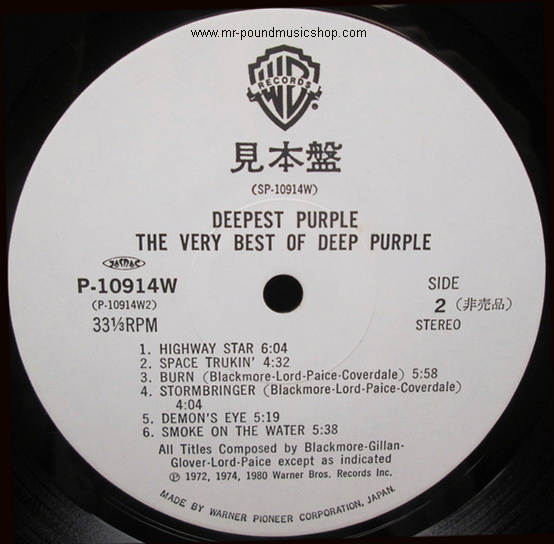 www.mr-poundmusicshop.com
WB
RECORDS
®
見本盤
(SP-10914W)
DEEPEST PURPLE
THE VERY BEST OF DEEP PURPLE
JASRAC
P-10914W
(P-10914W2)
33⅓RPM
SIDE
2 (非売品)
STEREO
1. HIGHWAY STAR 6:04
2. SPACE TRUKIN' 4:32
3. BURN (Blackmore-Lord-Paice-Coverdale) 5:58
4. STORMBRINGER (Blackmore-Lord-Paice-Coverdale)
4:04
5. DEMON'S EYE 5:19
6. SMOKE ON THE WATER 5:38
All Titles Composed by Blackmore-Gillan-
Glover-Lord-Paice except as indicated
℗ 1972, 1974, 1980 Warner Bros. Records Inc.
MADE BY WARNER PIONEER CORPORATION, JAPAN.